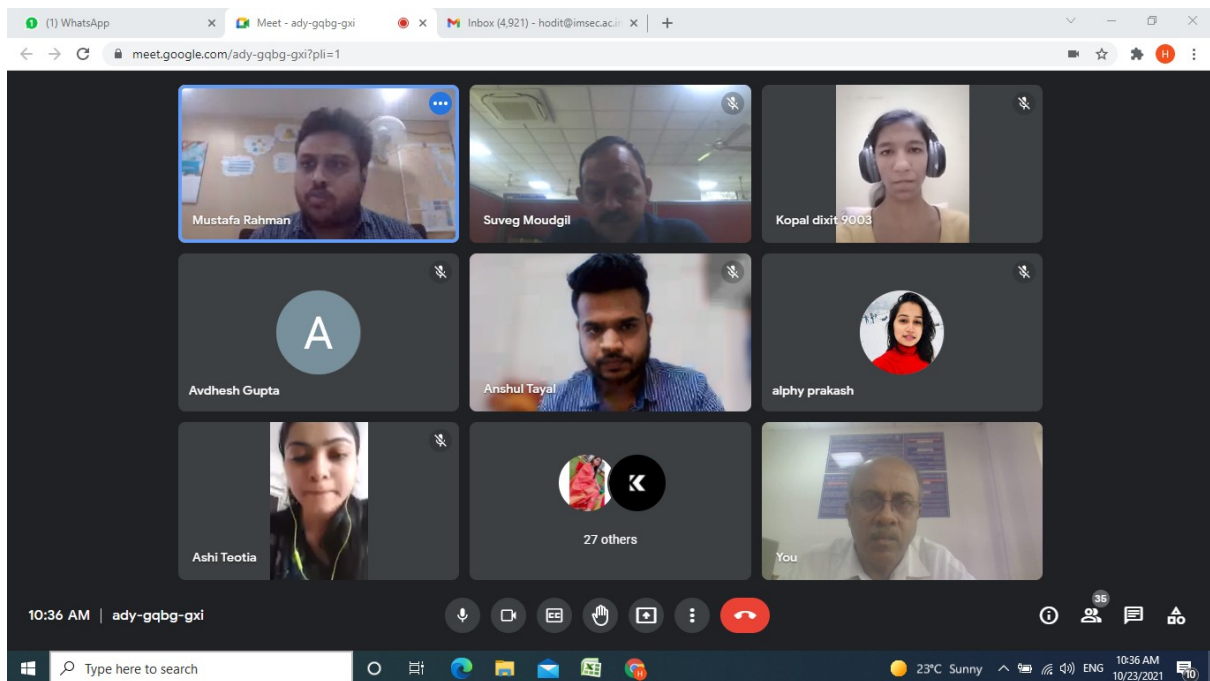 (1) WhatsApp
Meet - ady-gqbg-gxi
Inbox (4,921) - hodit@imsec.ac.in
meet.google.com/ady-gqbg-gxi?pli=1
H
Mustafa Rahman
Suveg Moudgil
Kopal dixit 9003
A
Avdhesh Gupta
Anshul Tayal
alphy prakash
Ashi Teotia
K
27 others
You
10:36 AM | ady-gqbg-gxi
CC
35
Type here to search
23°C Sunny
ENG
10:36 AM
10/23/2021
10